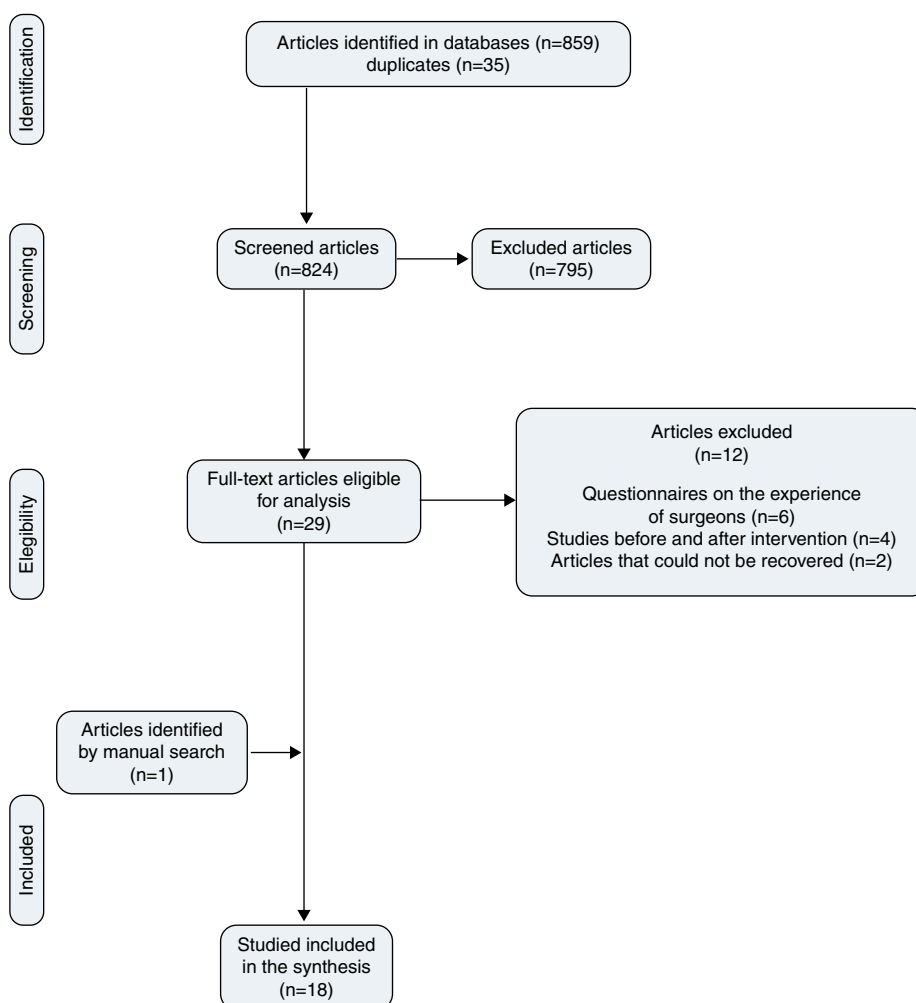 Identification
Articles identified in databases (n=859)
duplicates (n=35)
Screening
Screened articles
(n=824)
Excluded articles
(n=795)
Elegibility
Full-text articles eligible
for analysis
(n=29)
Articles excluded
(n=12)
Questionnaires on the experience
of surgeons (n=6)
Studies before and after intervention (n=4)
Articles that could not be recovered (n=2)
Articles identified
by manual search
(n=1)
Included
Studied included
in the synthesis
(n=18)